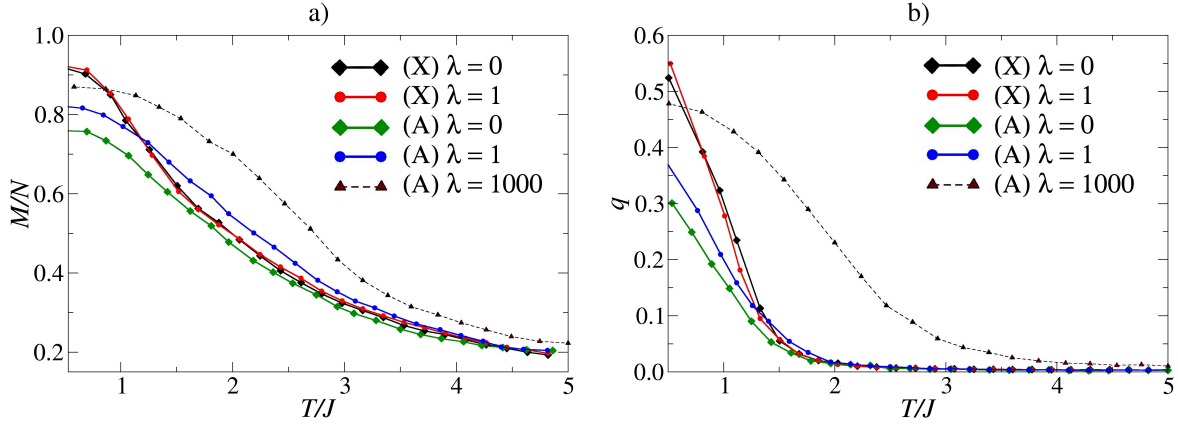 a)
M/N
1.0
0.8
0.6
0.4
0.2
1
2
3
4
5
T/J
(X) λ = 0
(X) λ = 1
(A) λ = 0
(A) λ = 1
(A) λ = 1000
b)
q
0.6
0.5
0.4
0.3
0.2
0.1
0.0
1
2
3
4
5
T/J
(X) λ = 0
(X) λ = 1
(A) λ = 0
(A) λ = 1
(A) λ = 1000